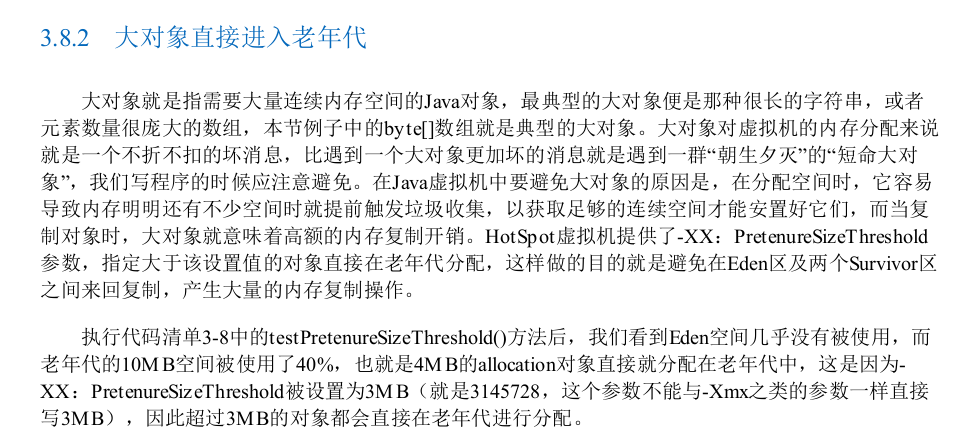 3.8.2 大对象直接进入老年代
大对象就是指需要大量连续内存空间的Java对象，最典型的大对象便是那种很长的字符串，或者
元素数量很庞大的数组，本节例子中的byte[]数组就是典型的大对象。大对象对虚拟机的内存分配来说
就是一个不折不扣的坏消息，比遇到一个大对象更加坏的消息就是遇到一群“朝生夕灭”的“短命大对
象”，我们写程序的时候应注意避免。在Java虚拟机中要避免大对象的原因是，在分配空间时，它容易
导致内存明明还有不少空间时就提前触发垃圾收集，以获取足够的连续空间才能安置好它们，而当复
制对象时，大对象就意味着高额的内存复制开销。HotSpot虚拟机提供了-XX：PretenureSizeThreshold
参数，指定大于该设置值的对象直接在老年代分配，这样做的目的就是避免在Eden区及两个Survivor区
之间来回复制，产生大量的内存复制操作。
执行代码清单3-8中的testPretenureSizeThreshold()方法后，我们看到Eden空间几乎没有被使用，而
老年代的10MB空间被使用了40%，也就是4MB的allocation对象直接就分配在老年代中，这是因为-
XX：PretenureSizeThreshold被设置为3MB（就是3145728，这个参数不能与-Xmx之类的参数一样直接
写3MB），因此超过3MB的对象都会直接在老年代进行分配。